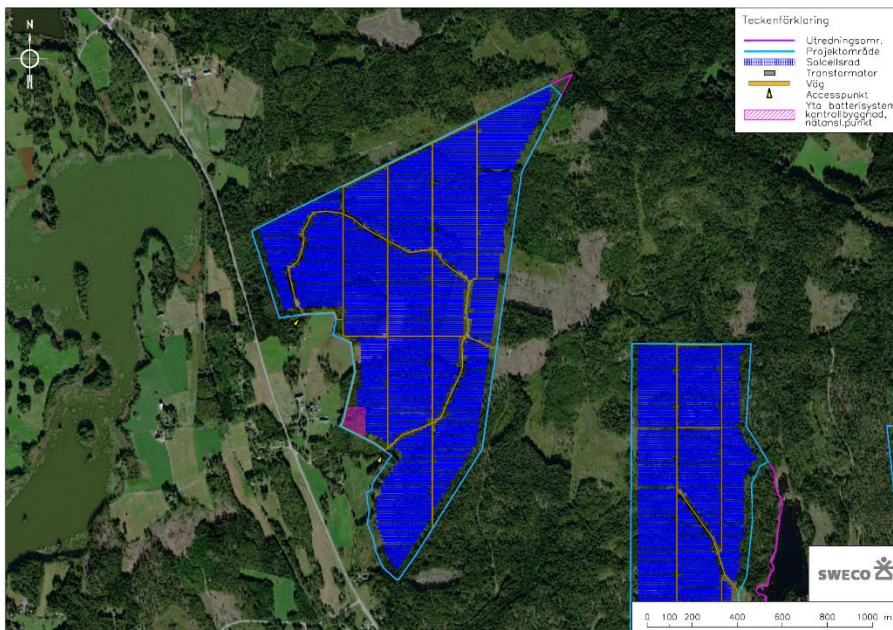 N
Teckenförklaring
Utredningsomr.
Projektområde
Solcellsrad
Transformator
Väg
Accesspunkt
Yta batterisystem
kontrollbyggnad,
nätansl.punkt
SWECO
0 100 200 400 600 800 1000 m